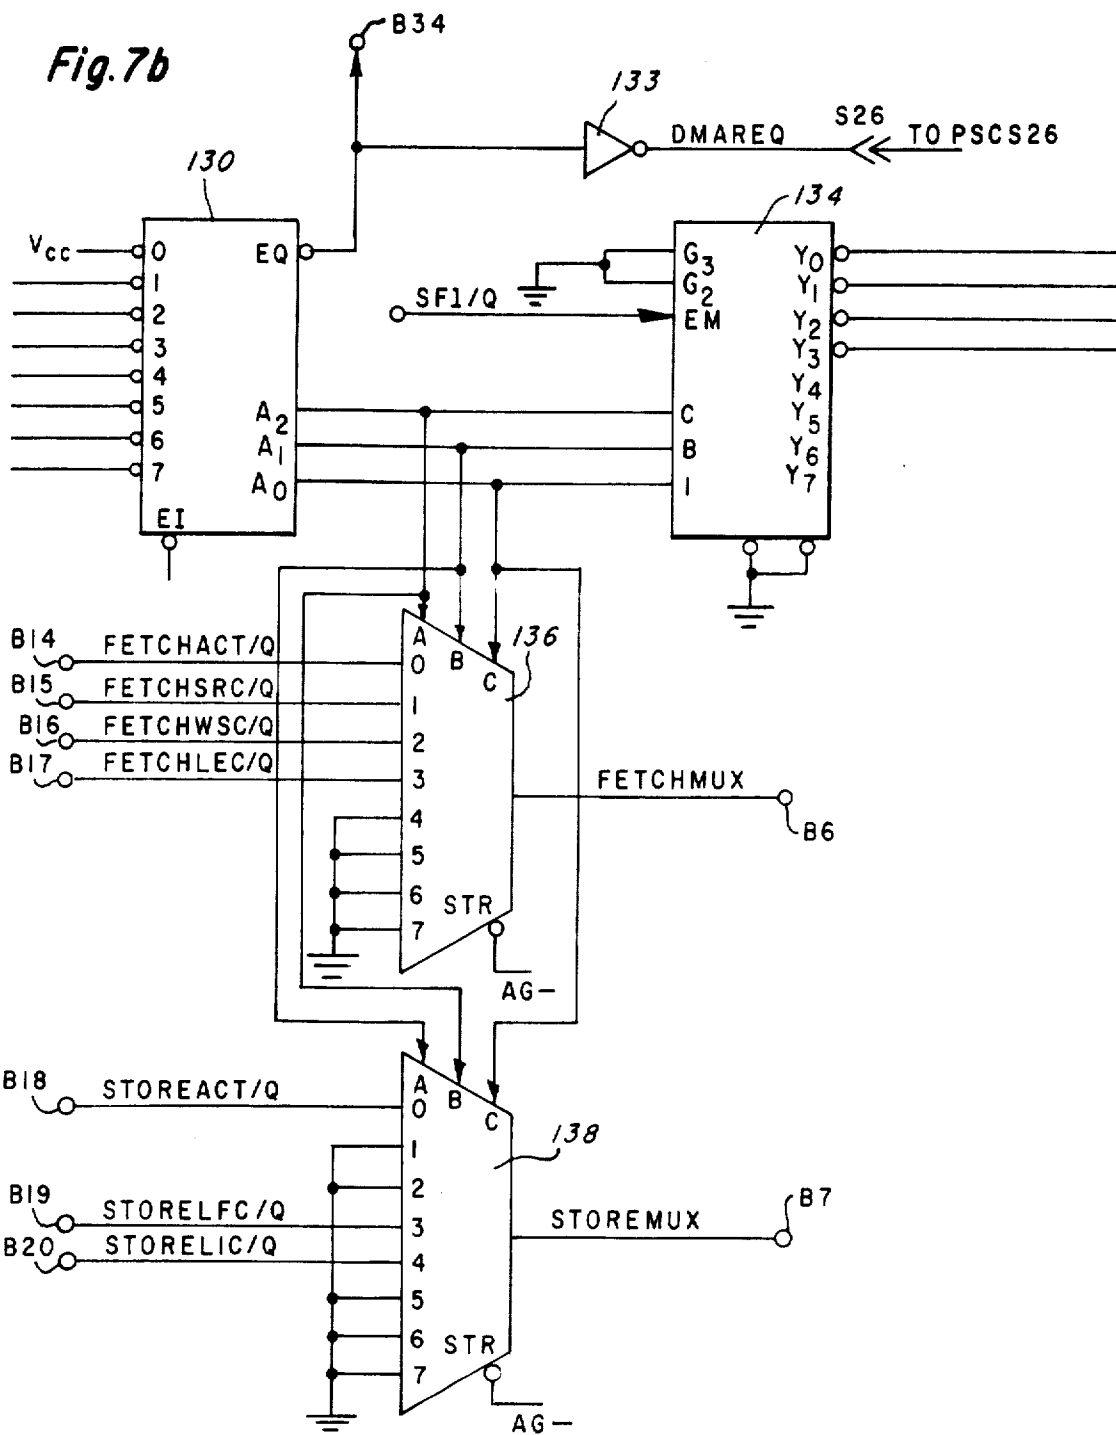 Fig.7b
B34
133
DMAREQ
S26
TO PSCS26
130
Vcc
0
1
2
3
4
5
6
7
EQ
A2
A1
A0
EI
134
G3
G2
EM
C
B
1
Y0
Y1
Y2
Y3
Y4
Y5
Y6
Y7
SF1/Q
136
A
B
C
B14
FETCHACT/Q
B15
FETCHSRC/Q
B16
FETCHWSC/Q
B17
FETCHLEC/Q
0
1
2
3
4
5
6
7
STR
AG-
FETCHMUX
B6
138
A
B
C
B18
STOREACT/Q
B19
STORELFC/Q
B20
STORELIC/Q
0
1
2
3
4
5
6
7
STR
AG-
STOREMUX
B7